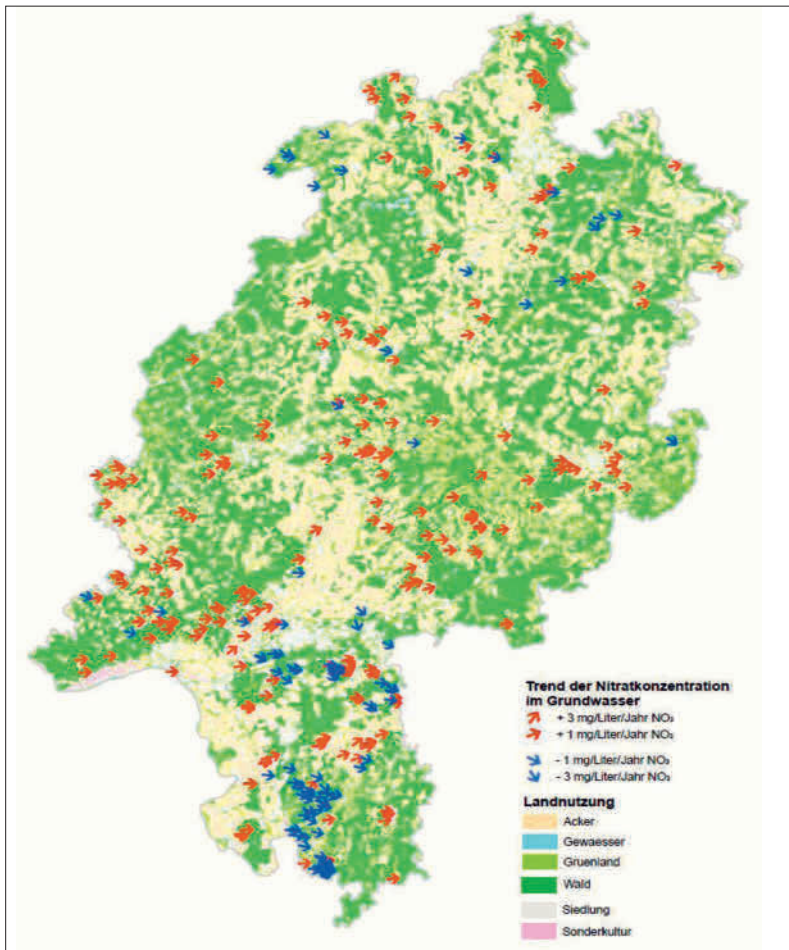 Trend der Nitratkonzentration
im Grundwasser
+ 3 mg/Liter/Jahr NO₃
+ 1 mg/Liter/Jahr NO₃
- 1 mg/Liter/Jahr NO₃
- 3 mg/Liter/Jahr NO₃
Landnutzung
Acker
Gewaesser
Gruenland
Wald
Siedlung
Sonderkultur